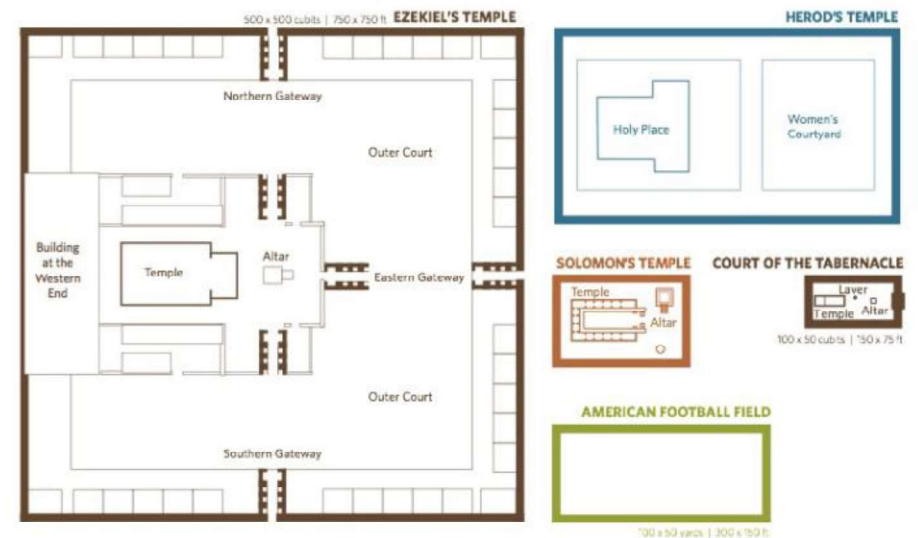 500 x 500 cubits | 750 x 750 ft EZEKIEL'S TEMPLE
Northern Gateway
Outer Court
Building
at the
Western
End
Temple
Altar
Eastern Gateway
Outer Court
Southern Gateway
HEROD'S TEMPLE
Holy Place
Women's
Courtyard
SOLOMON'S TEMPLE
Temple
Altar
COURT OF THE TABERNACLE
Laver
Temple Altar
100 x 50 cubits | 150 x 75 ft
AMERICAN FOOTBALL FIELD
100 x 50 yards | 300 x 150 ft